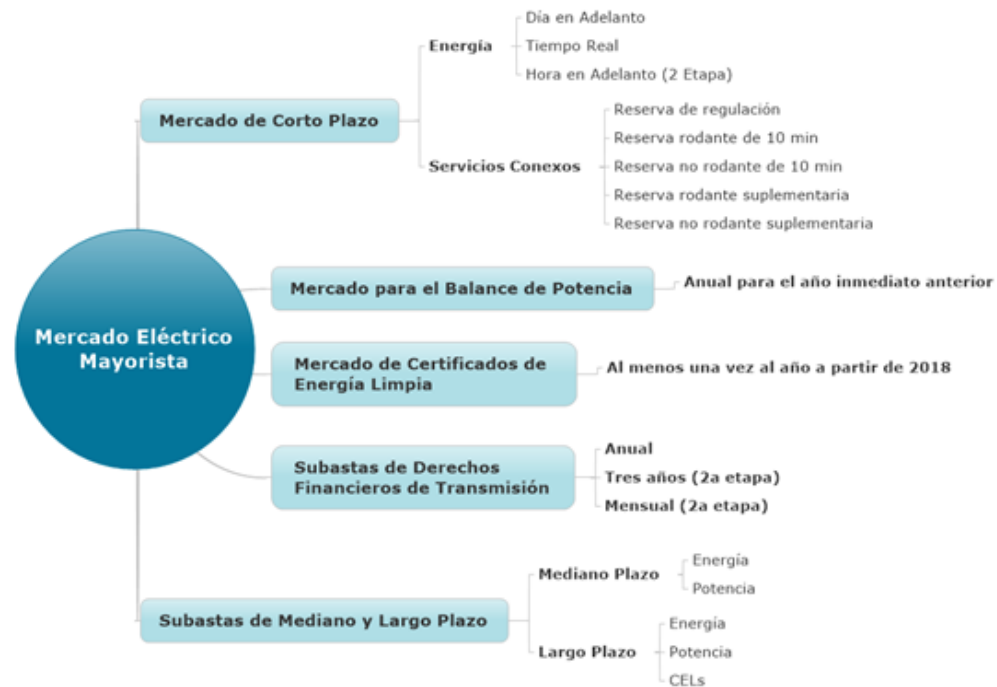 Mercado Eléctrico
Mayorista
Mercado de Corto Plazo
Energía
Día en Adelanto
Tiempo Real
Hora en Adelanto (2 Etapa)
Servicios Conexos
Reserva de regulación
Reserva rodante de 10 min
Reserva no rodante de 10 min
Reserva rodante suplementaria
Reserva no rodante suplementaria
Mercado para el Balance de Potencia
Anual para el año inmediato anterior
Mercado de Certificados de
Energía Limpia
Al menos una vez al año a partir de 2018
Subastas de Derechos
Financieros de Transmisión
Anual
Tres años (2a etapa)
Mensual (2a etapa)
Subastas de Mediano y Largo Plazo
Mediano Plazo
Energía
Potencia
Largo Plazo
Energía
Potencia
CELs